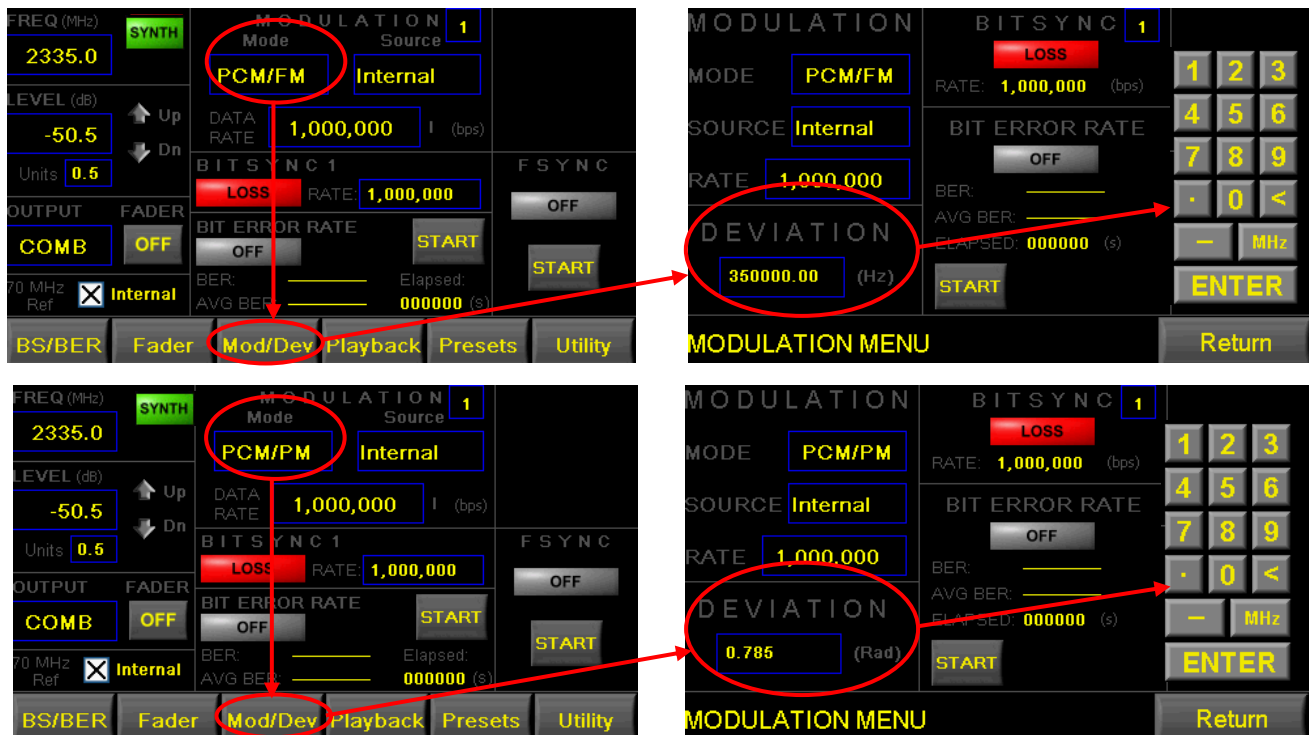 FREQ (MHz)
SYNTH
MODULATION 1
Mode Source
2335.0
PCM/FM Internal
LEVEL (dB)
Up
-50.5
Dn
DATA RATE 1,000,000 I (bps)
Units 0.5
BITSYNC1
FSYNC
LOSS RATE: 1,000,000
OFF
OUTPUT FADER
BIT ERROR RATE
COMB OFF
OFF START
START
70 MHz Ref Internal
BER: Elapsed:
AVG BER: 000000 (s)
BS/BER Fader Mod/Dev Playback Presets Utility
MODULATION
BITSYNC 1
LOSS
MODE PCM/FM
RATE: 1,000,000 (bps)
SOURCE Internal
BIT ERROR RATE
OFF
RATE 1,000,000
BER:
AVG BER:
DEVIATION
ELAPSED: 000000 (s)
350000.00 (Hz)
START
1 2 3
4 5 6
7 8 9
. 0 <
– MHz
ENTER
MODULATION MENU
Return
FREQ (MHz)
SYNTH
MODULATION 1
Mode Source
2335.0
PCM/PM Internal
LEVEL (dB)
Up
-50.5
Dn
DATA RATE 1,000,000 I (bps)
Units 0.5
BITSYNC1
FSYNC
LOSS RATE: 1,000,000
OFF
OUTPUT FADER
BIT ERROR RATE
COMB OFF
OFF START
START
70 MHz Ref Internal
BER: Elapsed:
AVG BER: 000000 (s)
BS/BER Fader Mod/Dev Playback Presets Utility
MODULATION
BITSYNC 1
LOSS
MODE PCM/PM
RATE: 1,000,000 (bps)
SOURCE Internal
BIT ERROR RATE
OFF
RATE 1,000,000
BER:
AVG BER:
DEVIATION
ELAPSED: 000000 (s)
0.785 (Rad)
START
1 2 3
4 5 6
7 8 9
. 0 <
– MHz
ENTER
MODULATION MENU
Return